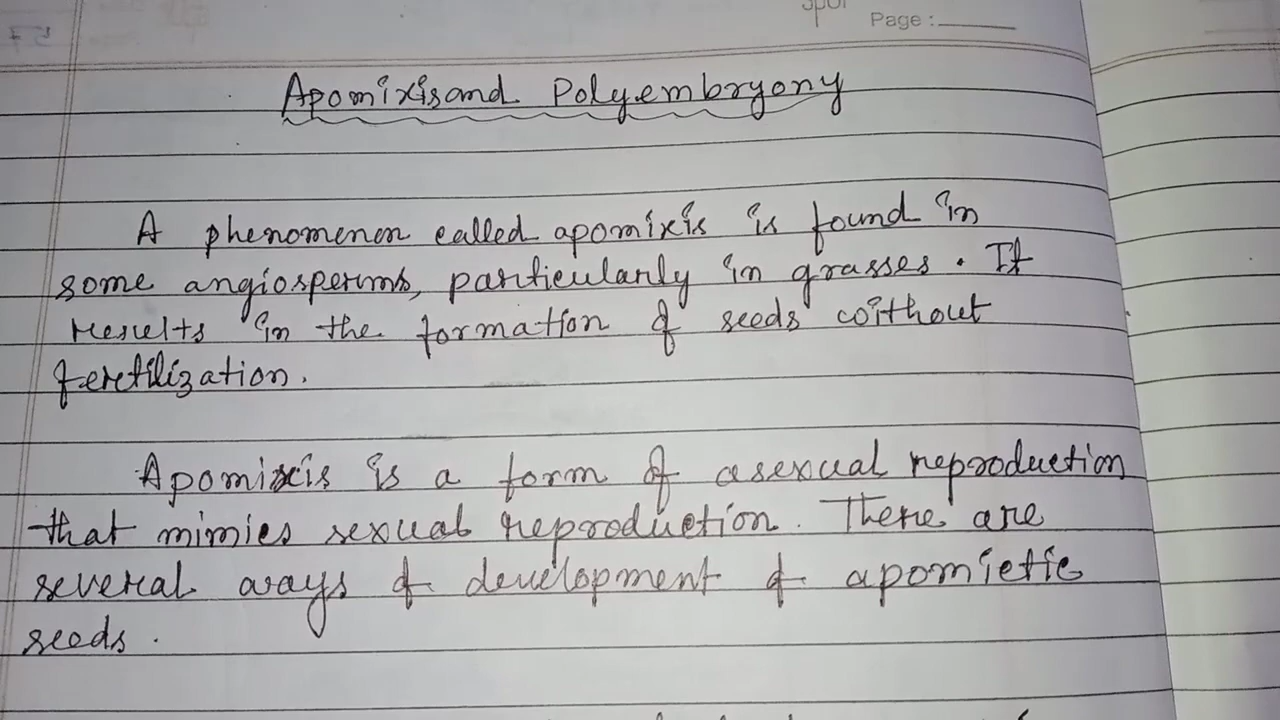 Page :
Apomixis and Polyembryony
A phenomenon called apomixis is found in
some angiosperms, particularly in grasses. It
results in the formation of seeds without
fertilization.
Apomixis is a form of asexual reproduction
that mimics sexual reproduction. There are
several ways of development of apomictic
seeds.